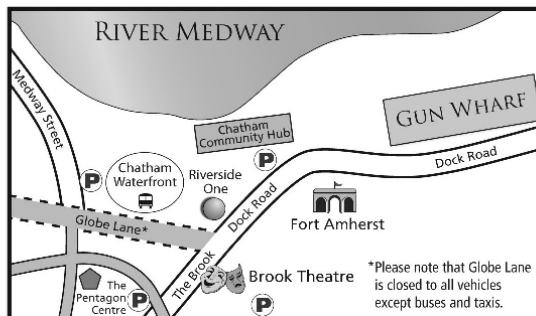 RIVER MEDWAY
Medway Street
GUN WHARF
Chatham
Community Hub
P
Dock Road
P
Chatham
Waterfront
Riverside
One
Dock Road
Globe Lane*
Fort Amherst
The Brook
Brook Theatre
*Please note that Globe Lane
is closed to all vehicles
except buses and taxis.
The
Pentagon
Centre
P
P